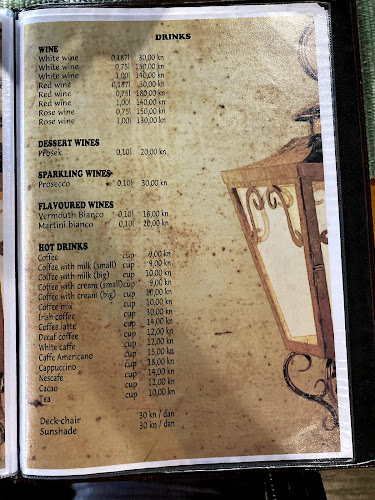 DRINKS
WINE
White wine 0,187l 30,00 kn
White wine 0,75l 150,00 kn
White wine 1,00l 140,00 kn
Red wine 0,187l 30,00 kn
Red wine 0,75l 180,00 kn
Red wine 1,00l 140,00 kn
Rose wine 0,75l 150,00 kn
Rose wine 1,00l 130,00 kn
DESSERT WINES
Prošek 0,10l 20,00 kn
SPARKLING WINES
Prosecco 0,10l 30,00 kn
FLAVOURED WINES
Vermouth Bianco 0,10l 18,00 kn
Martini bianco 0,10l 20,00 kn
HOT DRINKS
Coffee cup 9,00 kn
Coffee with milk (small) cup 9,00 kn
Coffee with milk (big) cup 10,00 kn
Coffee with cream (small) cup 9,00 kn
Coffee with cream (big) cup 10,00 kn
Coffee mix cup 10,00 kn
Irish coffee cup 30,00 kn
Coffee latte cup 14,00 kn
Decaf coffee cup 12,00 kn
White caffe cup 12,00 kn
Caffe Americano cup 15,00 kn
Cappuccino cup 18,00 kn
Nescafe cup 14,00 kn
Cacao cup 12,00 kn
Tea cup 10,00 kn
Deck-chair 30 kn / dan
Sunshade 30 kn / dan